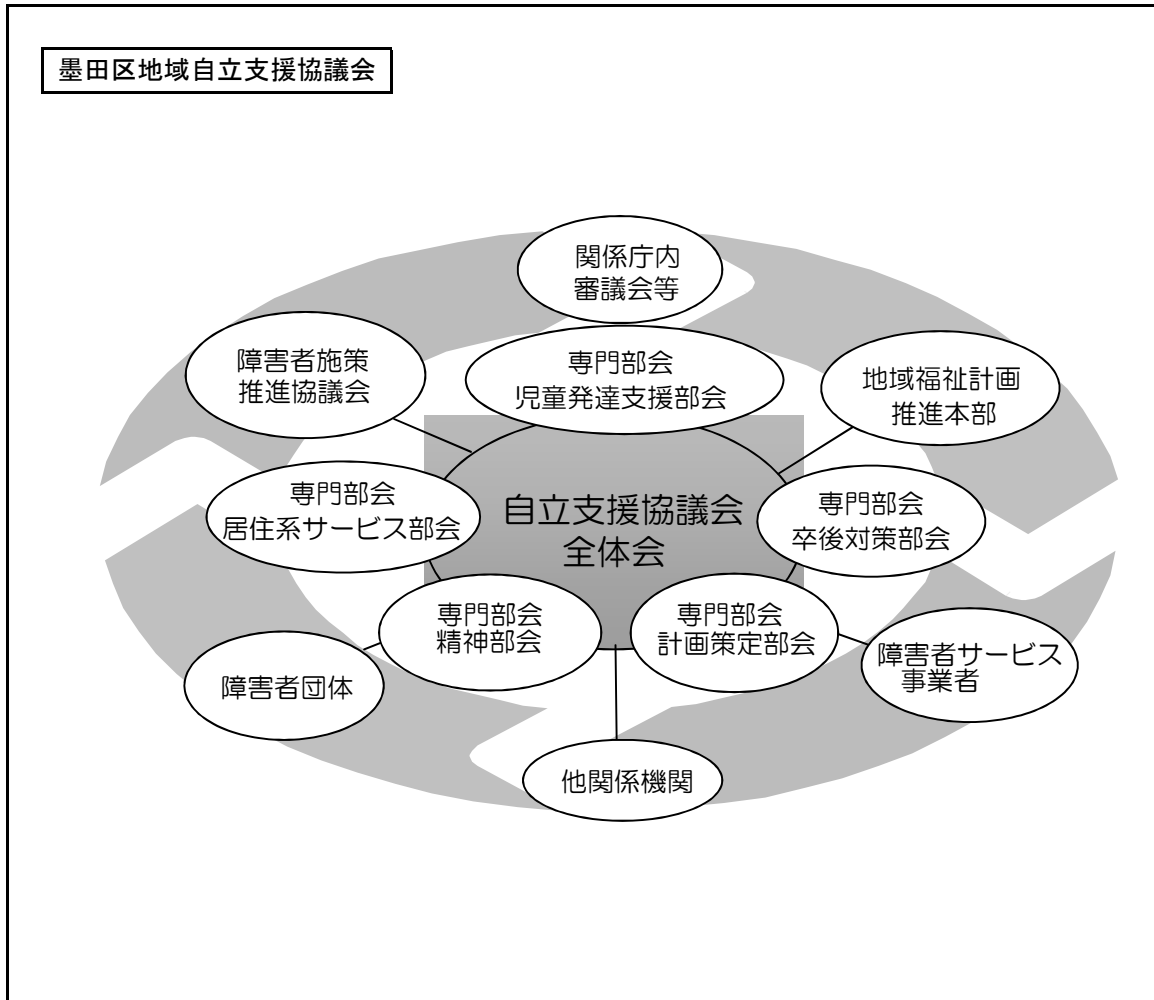 墨田区地域自立支援協議会
関係庁内
審議会等
障害者施策
推進協議会
専門部会
児童発達支援部会
地域福祉計画
推進本部
専門部会
居住系サービス部会
自立支援協議会
全体会
専門部会
卒後対策部会
専門部会
精神部会
専門部会
計画策定部会
障害者団体
障害者サービス
事業者
他関係機関